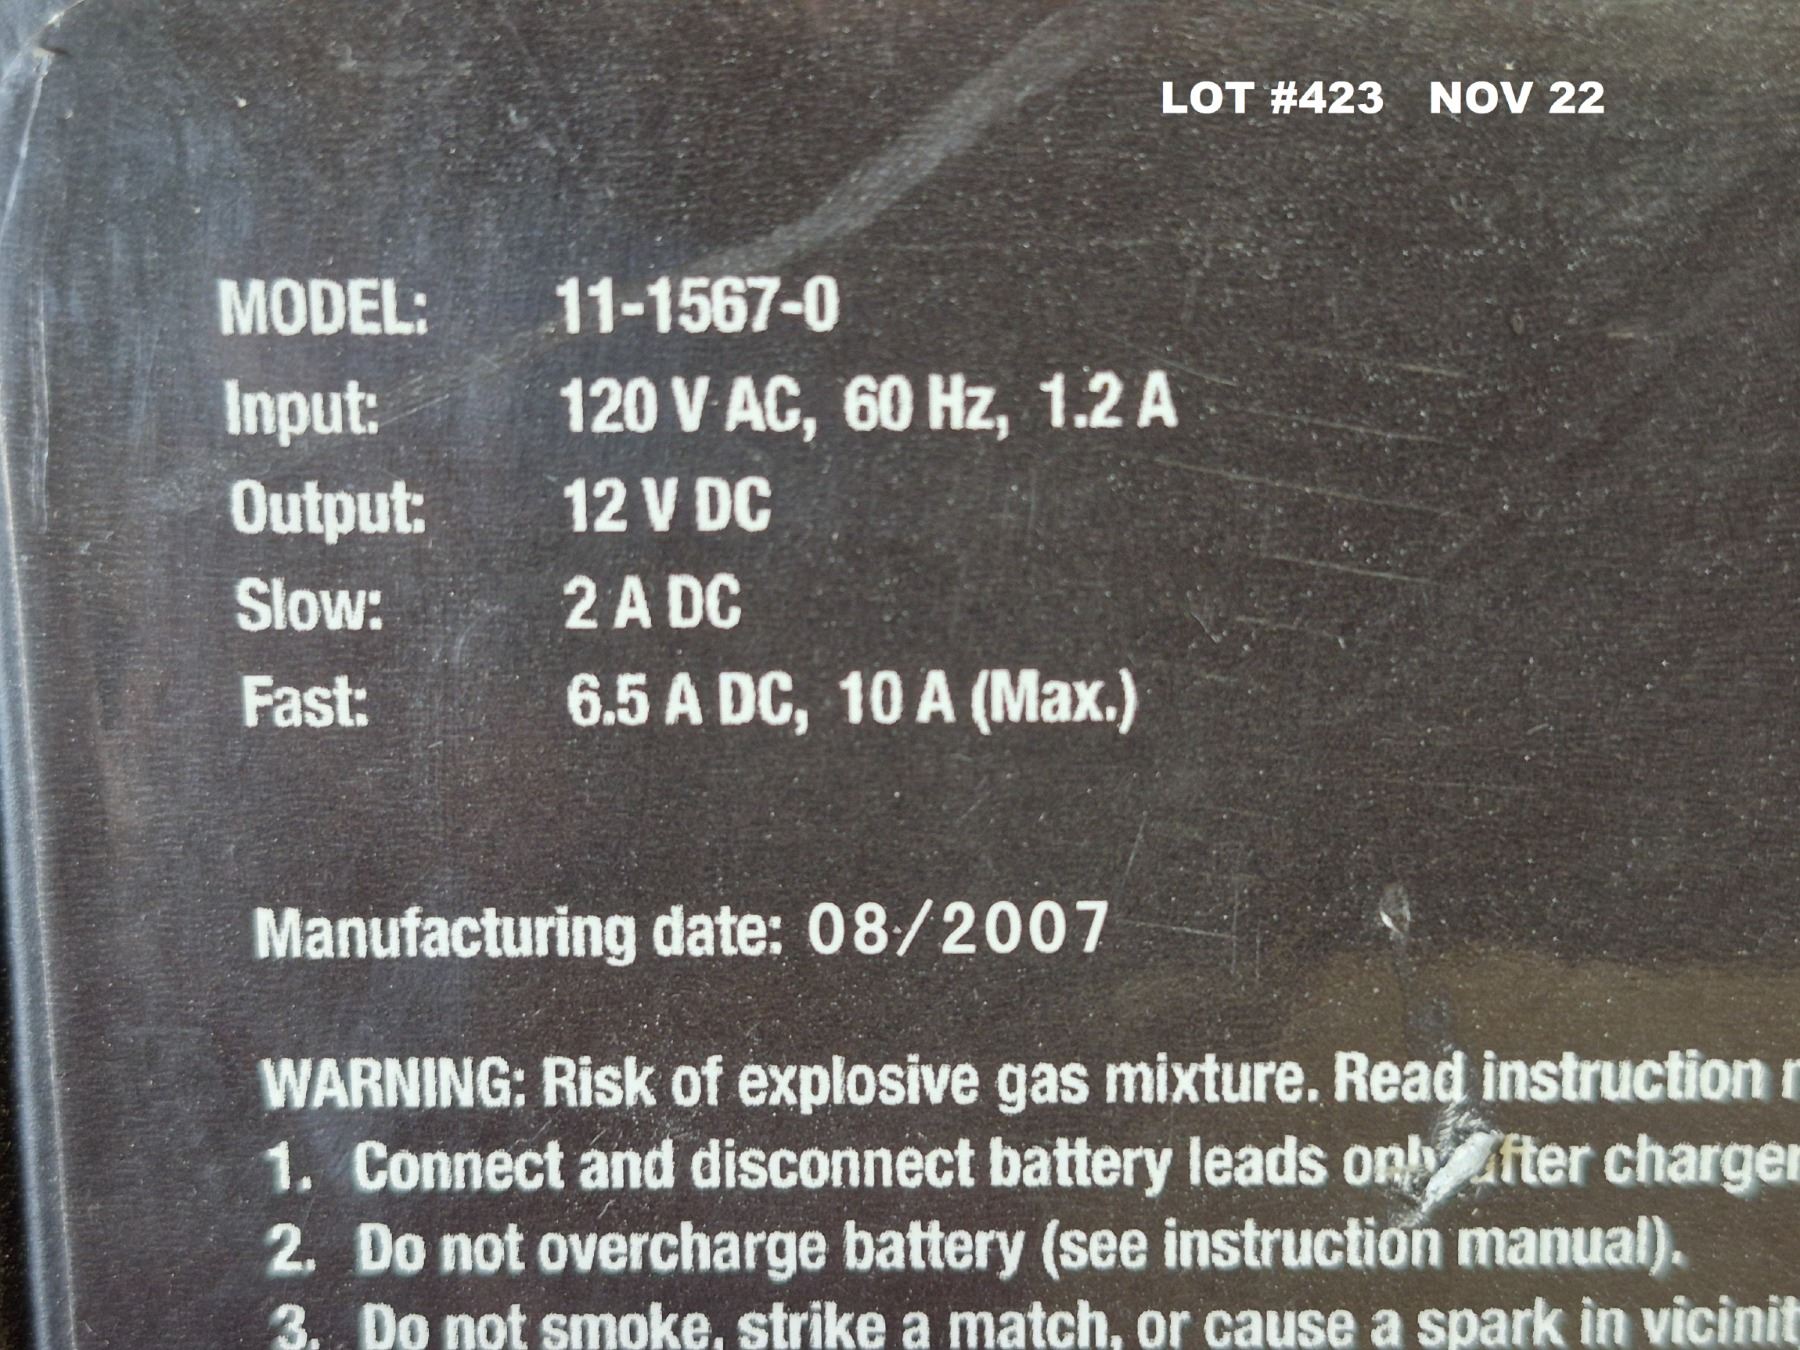 LOT #423 NOV 22
MODEL: 11-1567-0
Input: 120 V AC, 60 Hz, 1.2 A
Output: 12 V DC
Slow: 2 A DC
Fast: 6.5 A DC, 10 A (Max.)
Manufacturing date: 08/2007
WARNING: Risk of explosive gas mixture. Read instruction
1. Connect and disconnect battery leads only after charger
2. Do not overcharge battery (see instruction manual).
3. Do not smoke, strike a match, or cause a spark in